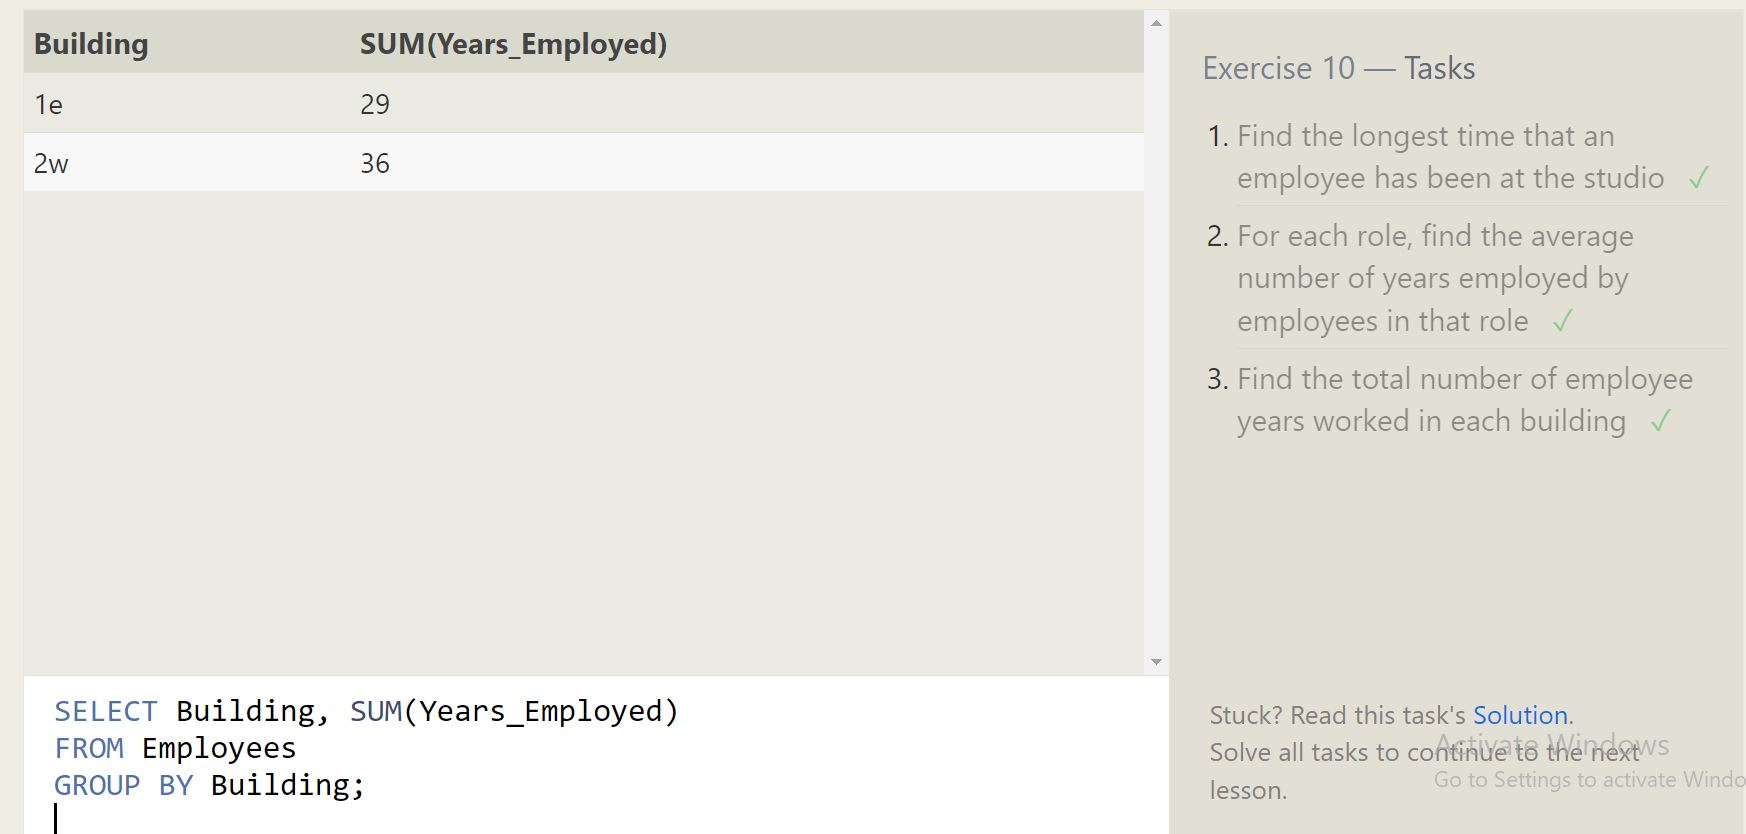 Building SUM(Years_Employed)
1e 29
2w 36
SELECT Building, SUM(Years_Employed)
FROM Employees
GROUP BY Building;
Exercise 10 — Tasks
1. Find the longest time that an
employee has been at the studio ✓
2. For each role, find the average
number of years employed by
employees in that role ✓
3. Find the total number of employee
years worked in each building ✓
Stuck? Read this task's Solution.
Solve all tasks to continue to the next
lesson.
Activate Windows
Go to Settings to activate Windo